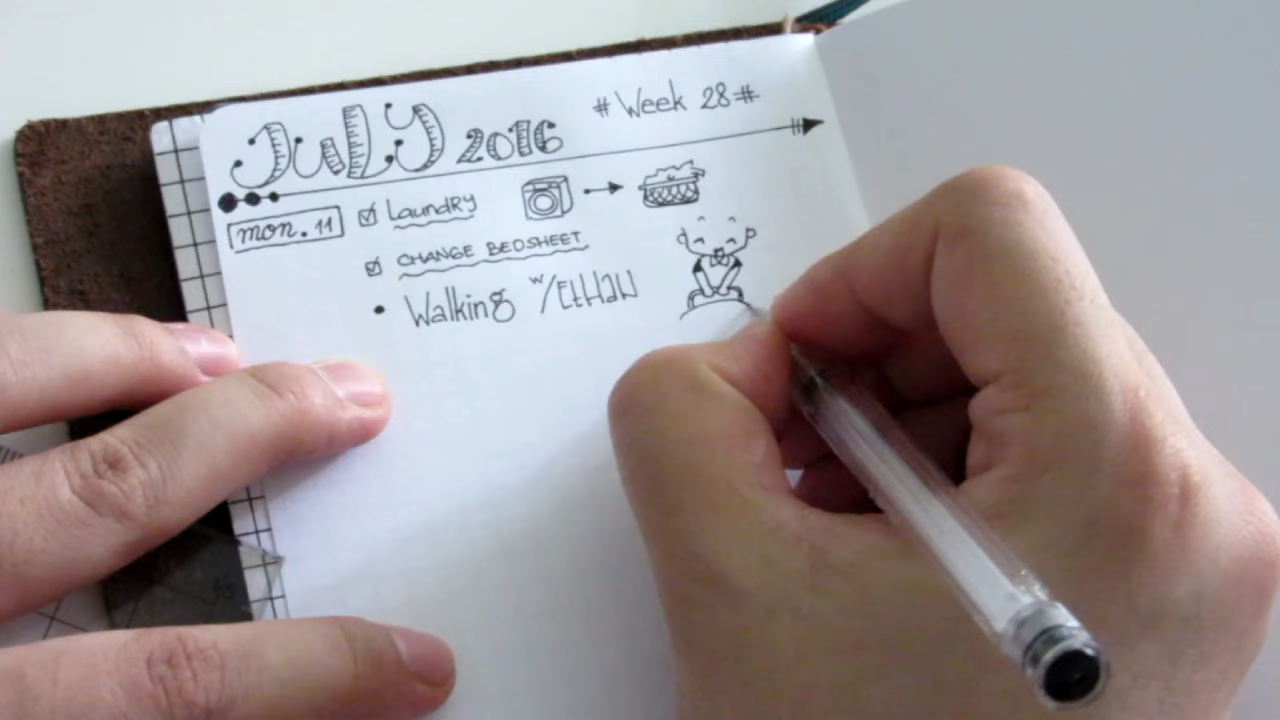 July 2016
# Week 28 #
mon. 11
Laundry
CHANGE BEDSHEET
Walking w/ Ethan